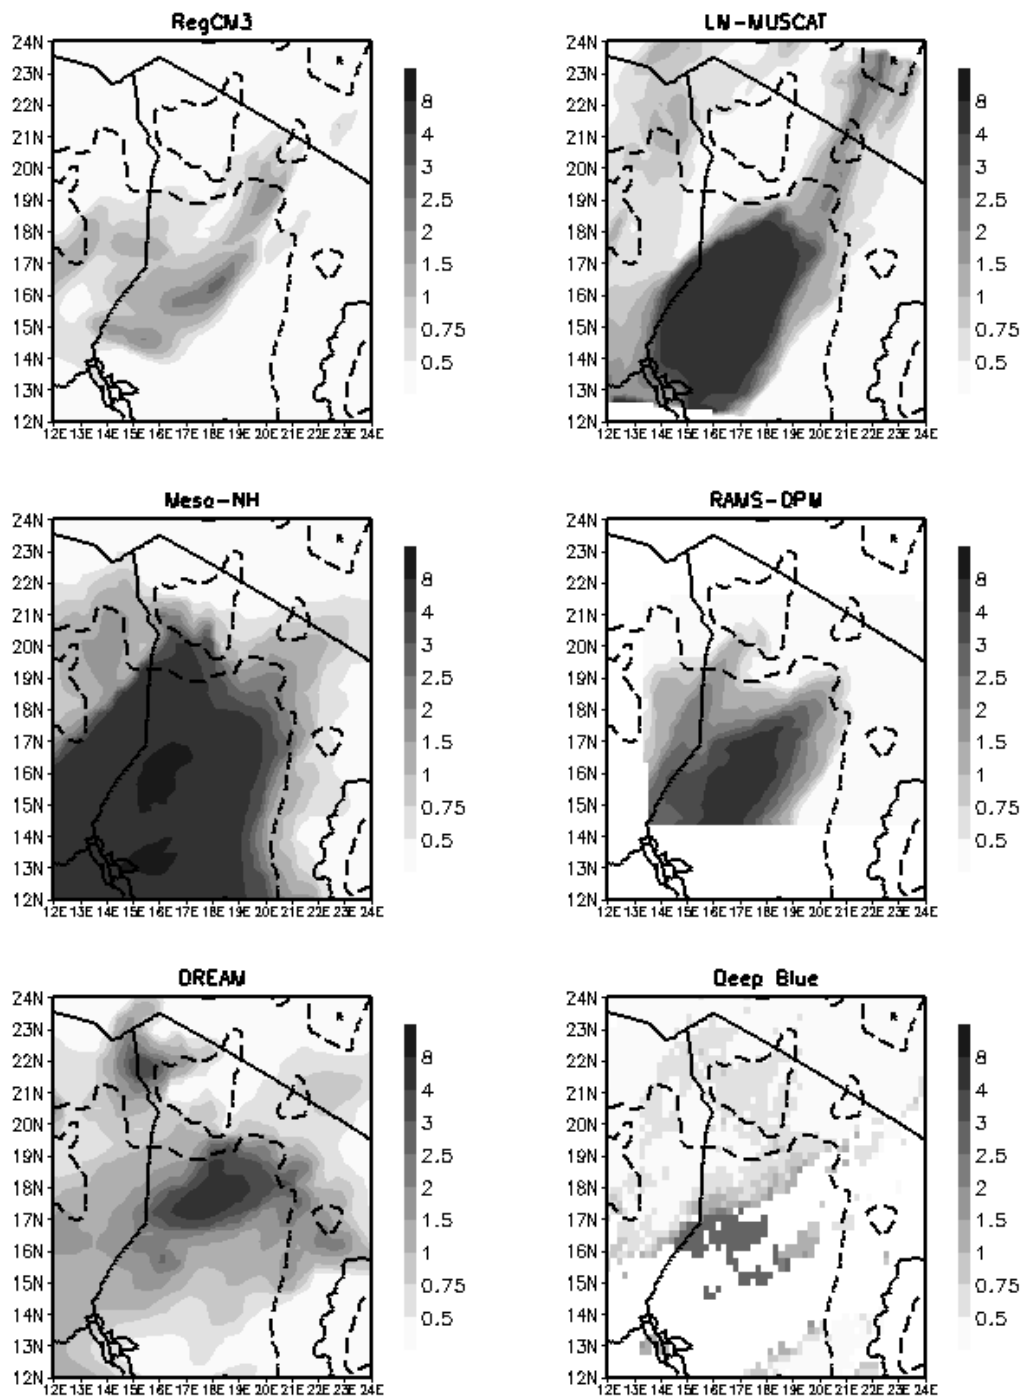 RegCM3
24N
23N
22N
21N
20N
19N
18N
17N
16N
15N
14N
13N
12N
12E 13E 14E 15E 16E 17E 18E 19E 20E 21E 22E 23E 24E
8
4
3
2.5
2
1.5
1
0.75
0.5
LM-MUSCAT
24N
23N
22N
21N
20N
19N
18N
17N
16N
15N
14N
13N
12N
12E 13E 14E 15E 16E 17E 18E 19E 20E 21E 22E 23E 24E
8
4
3
2.5
2
1.5
1
0.75
0.5
Meso-NH
24N
23N
22N
21N
20N
19N
18N
17N
16N
15N
14N
13N
12N
12E 13E 14E 15E 16E 17E 18E 19E 20E 21E 22E 23E 24E
8
4
3
2.5
2
1.5
1
0.75
0.5
RAMS-DPM
24N
23N
22N
21N
20N
19N
18N
17N
16N
15N
14N
13N
12N
12E 13E 14E 15E 16E 17E 18E 19E 20E 21E 22E 23E 24E
8
4
3
2.5
2
1.5
1
0.75
0.5
DREAM
24N
23N
22N
21N
20N
19N
18N
17N
16N
15N
14N
13N
12N
12E 13E 14E 15E 16E 17E 18E 19E 20E 21E 22E 23E 24E
8
4
3
2.5
2
1.5
1
0.75
0.5
Deep Blue
24N
23N
22N
21N
20N
19N
18N
17N
16N
15N
14N
13N
12N
12E 13E 14E 15E 16E 17E 18E 19E 20E 21E 22E 23E 24E
8
4
3
2.5
2
1.5
1
0.75
0.5